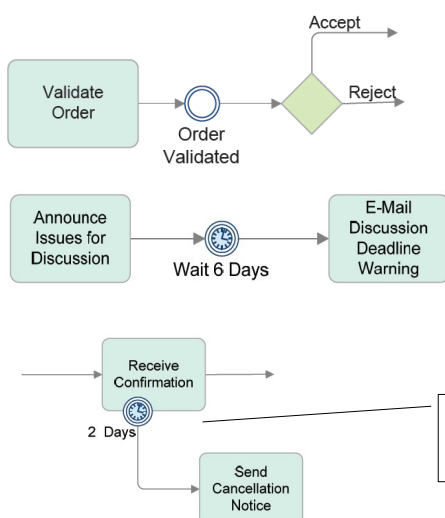 Accept
Validate
Order
Reject
Order
Validated
Announce
Issues for
Discussion
Wait 6 Days
E-Mail
Discussion
Deadline
Warning
Receive
Confirmation
2 Days
Send
Cancellation
Notice